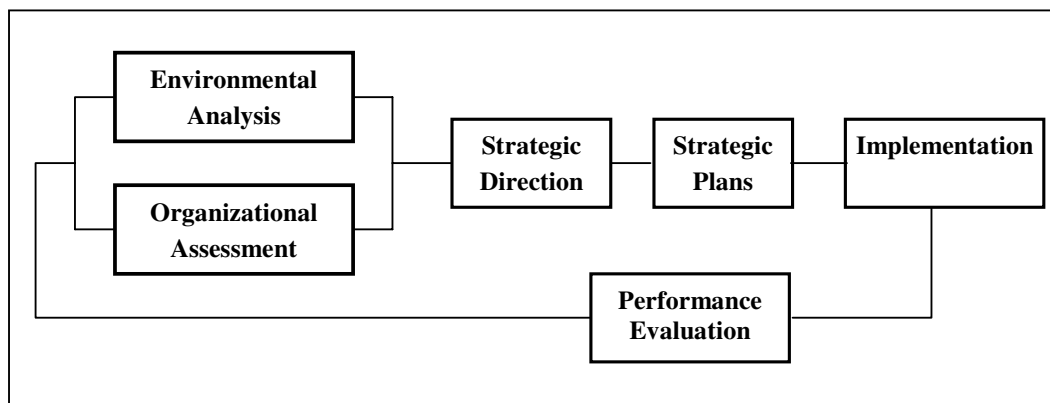 Environmental
Analysis
Organizational
Assessment
Strategic
Direction
Strategic
Plans
Implementation
Performance
Evaluation